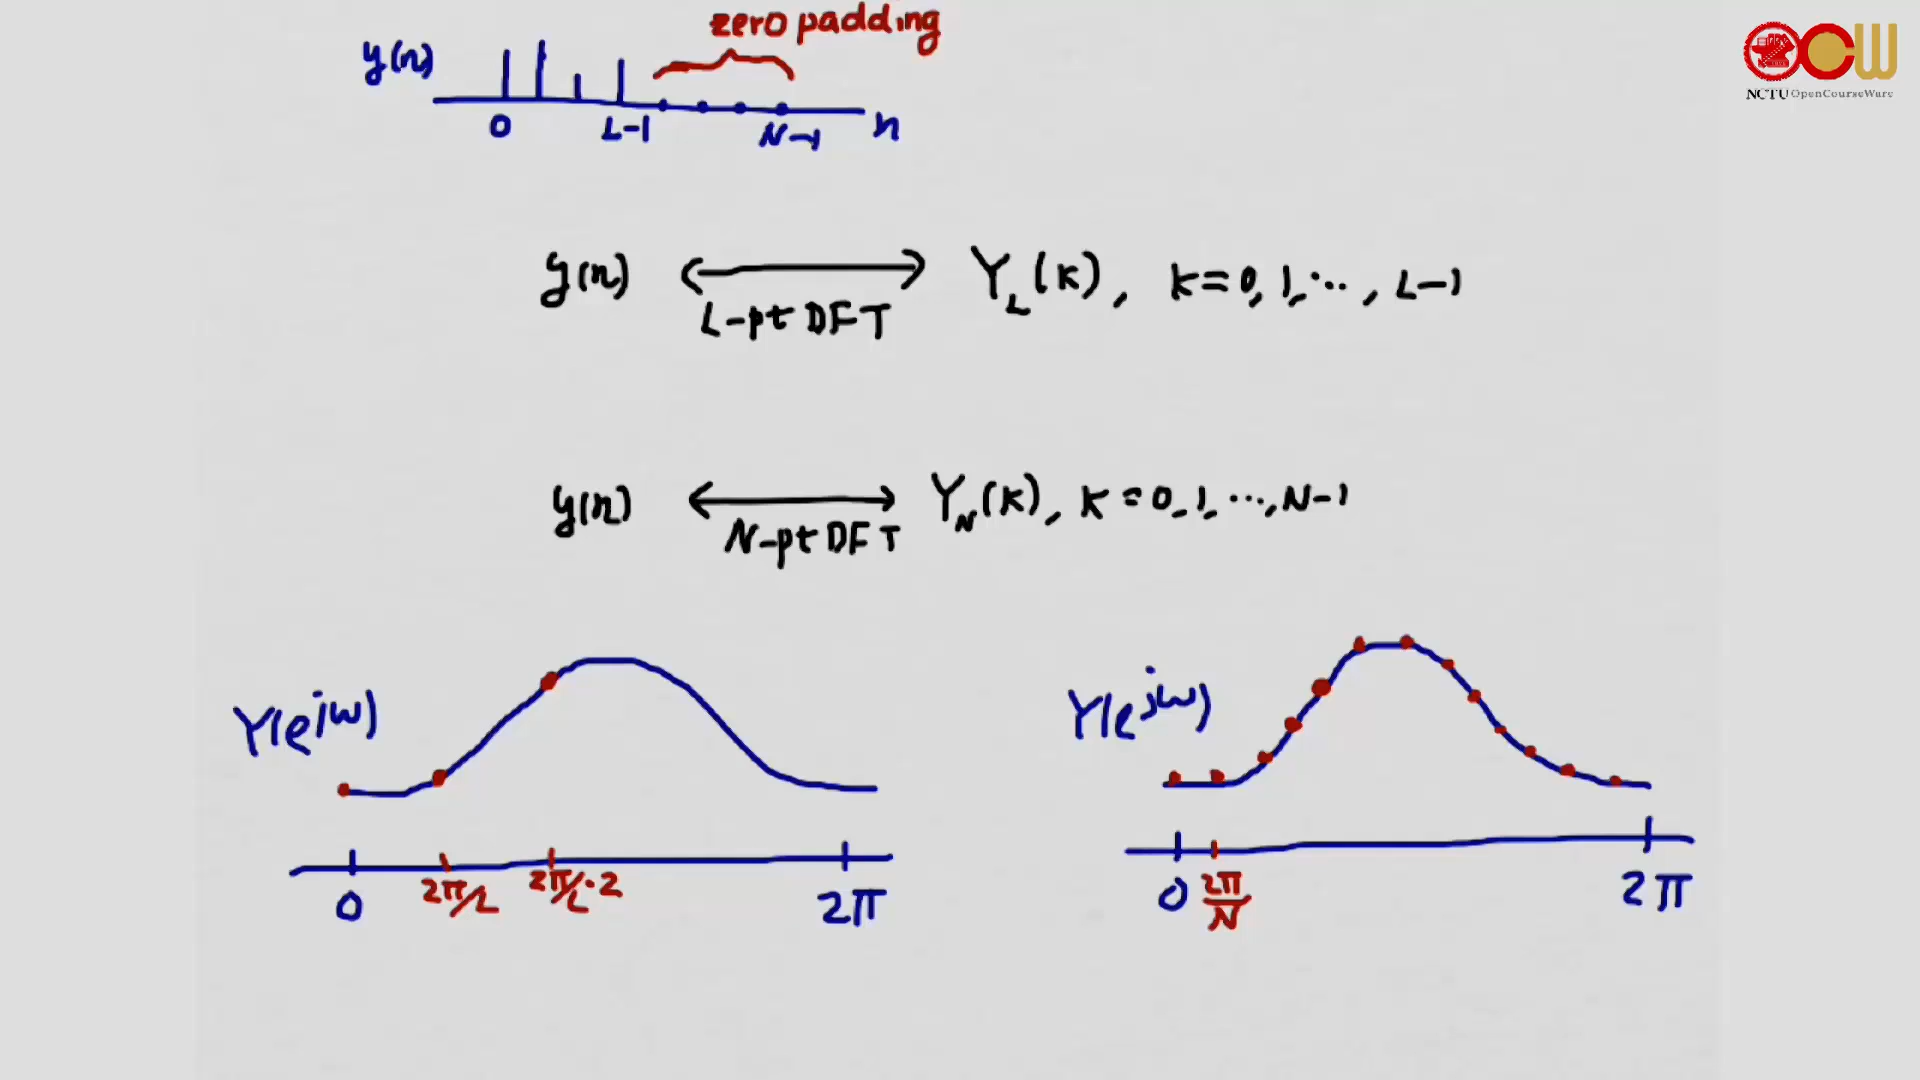 zero padding
y(n)
0 L-1 N-1 n
NCTU OpenCourseWare
y(n) ⟷ Y_L(k), k=0,1,⋯, L-1
L-pt DFT
y(n) ⟷ Y_N(k), k=0,1,⋯,N-1
N-pt DFT
Y(e^{jω})
0 2π/L 2π/L·2 2π
Y(e^{jω})
0 2π/N 2π